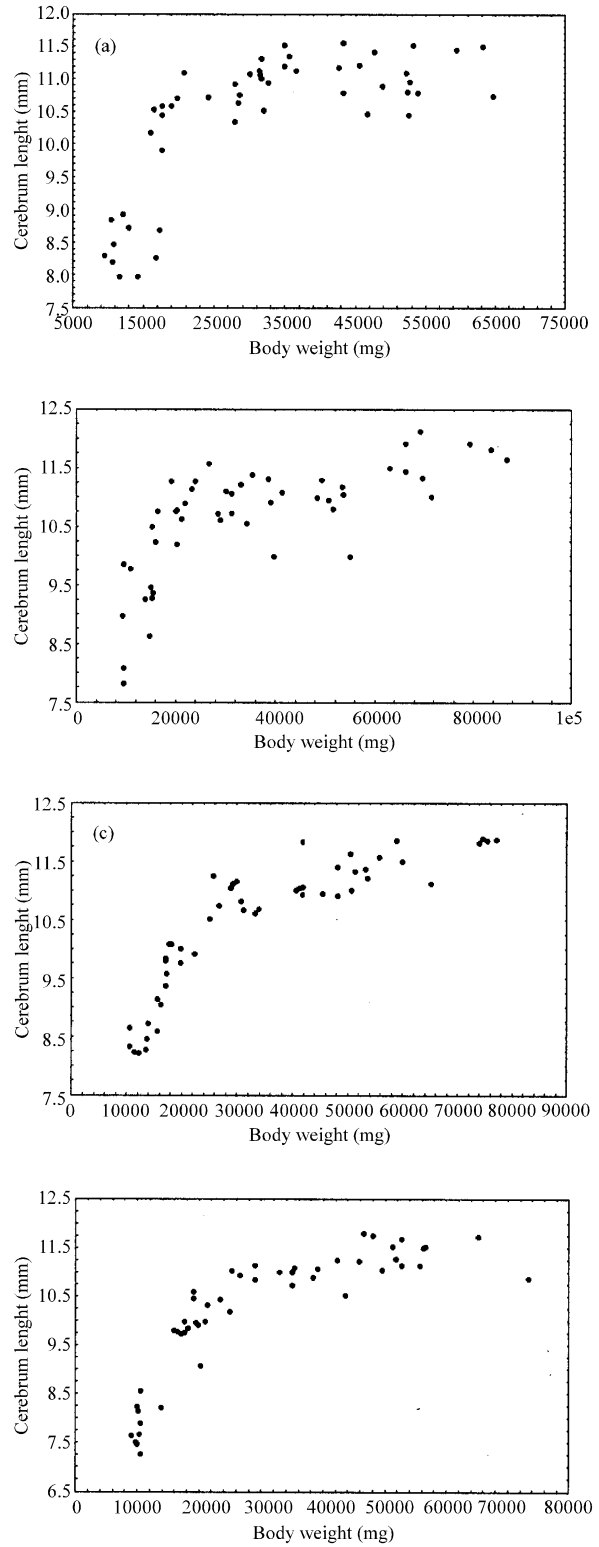 12.0
(a)
11.5
11.0
10.5
10.0
9.5
9.0
8.5
8.0
7.5
Cerebrum lenght (mm)
5000 15000 25000 35000 45000 55000 65000 75000
Body weight (mg)
12.5
11.5
10.5
9.5
8.5
7.5
Cerebrum lenght (mm)
0 20000 40000 60000 80000 1e5
Body weight (mg)
12.5
(c)
11.5
10.5
9.5
8.5
7.5
Cerebrum lenght (mm)
0 10000 20000 30000 40000 50000 60000 70000 80000 90000
Body weight (mg)
12.5
11.5
10.5
9.5
8.5
7.5
6.5
Cerebrum lenght (mm)
0 10000 20000 30000 40000 50000 60000 70000 80000
Body weight (mg)